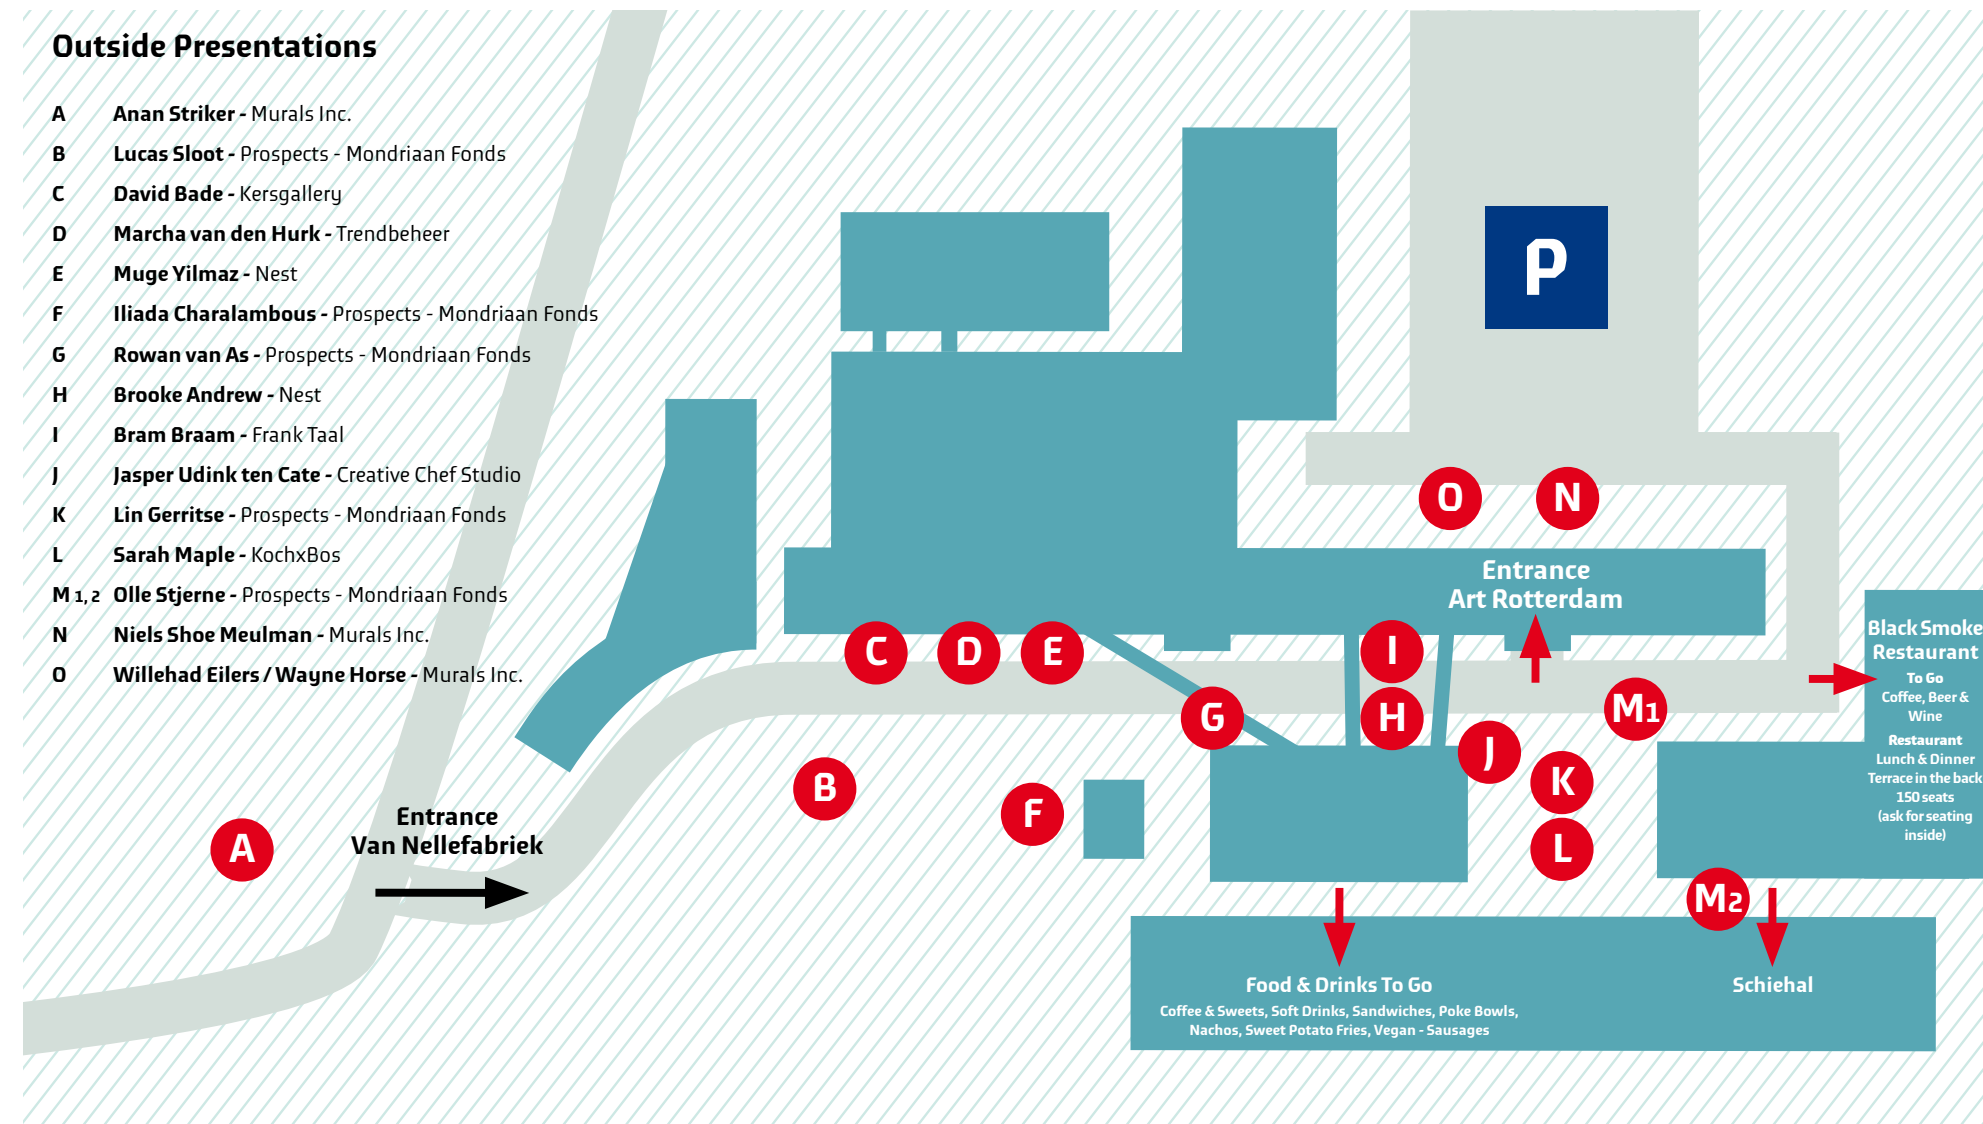 Outside Presentations
A Anan Striker - Murals Inc.
B Lucas Sloot - Prospects - Mondriaan Fonds
C David Bade - Kersgallery
D Marcha van den Hurk - Trendbeheer
E Muge Yilmaz - Nest
F Iliada Charalambous - Prospects - Mondriaan Fonds
G Rowan van As - Prospects - Mondriaan Fonds
H Brooke Andrew - Nest
I Bram Braam - Frank Taal
J Jasper Udink ten Cate - Creative Chef Studio
K Lin Gerritse - Prospects - Mondriaan Fonds
L Sarah Maple - KochxBos
M 1, 2 Olle Stjerne - Prospects - Mondriaan Fonds
N Niels Shoe Meulman - Murals Inc.
O Willehad Eilers / Wayne Horse - Murals Inc.
P
O
N
Entrance
Art Rotterdam
C
D
E
I
G
H
M1
J
B
F
K
A
L
M2
Entrance
Van Nellefabriek
Black Smoke
Restaurant
To Go
Coffee, Beer &
Wine
Restaurant
Lunch & Dinner
Terrace in the back
150 seats
(ask for seating
inside)
Food & Drinks To Go
Coffee & Sweets, Soft Drinks, Sandwiches, Poke Bowls,
Nachos, Sweet Potato Fries, Vegan - Sausages
Schiehal